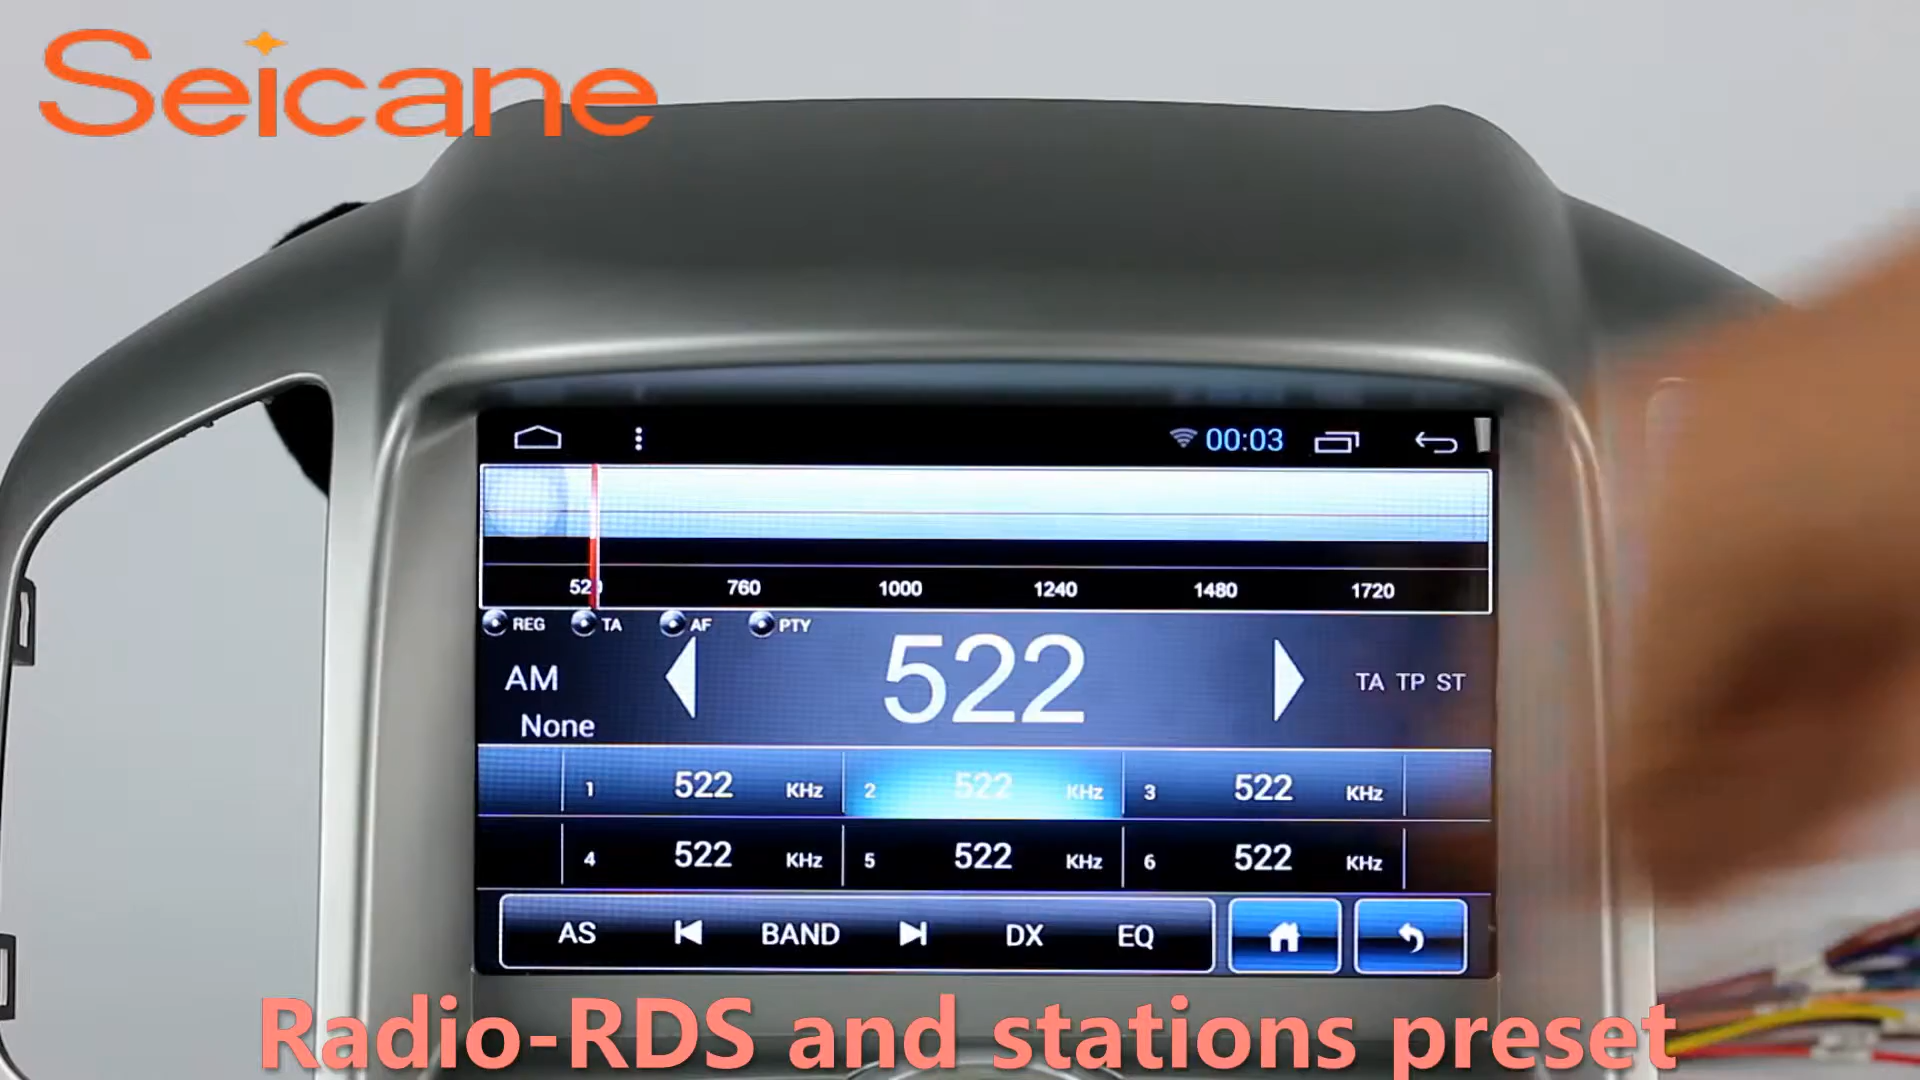 Seicane
00:03
520 760 1000 1240 1480 1720
REG TA AF PTY
AM 522 TA TP ST
None
1 522 KHz 2 522 KHz 3 522 KHz
4 522 KHz 5 522 KHz 6 522 KHz
AS BAND DX EQ
Radio-RDS and stations preset